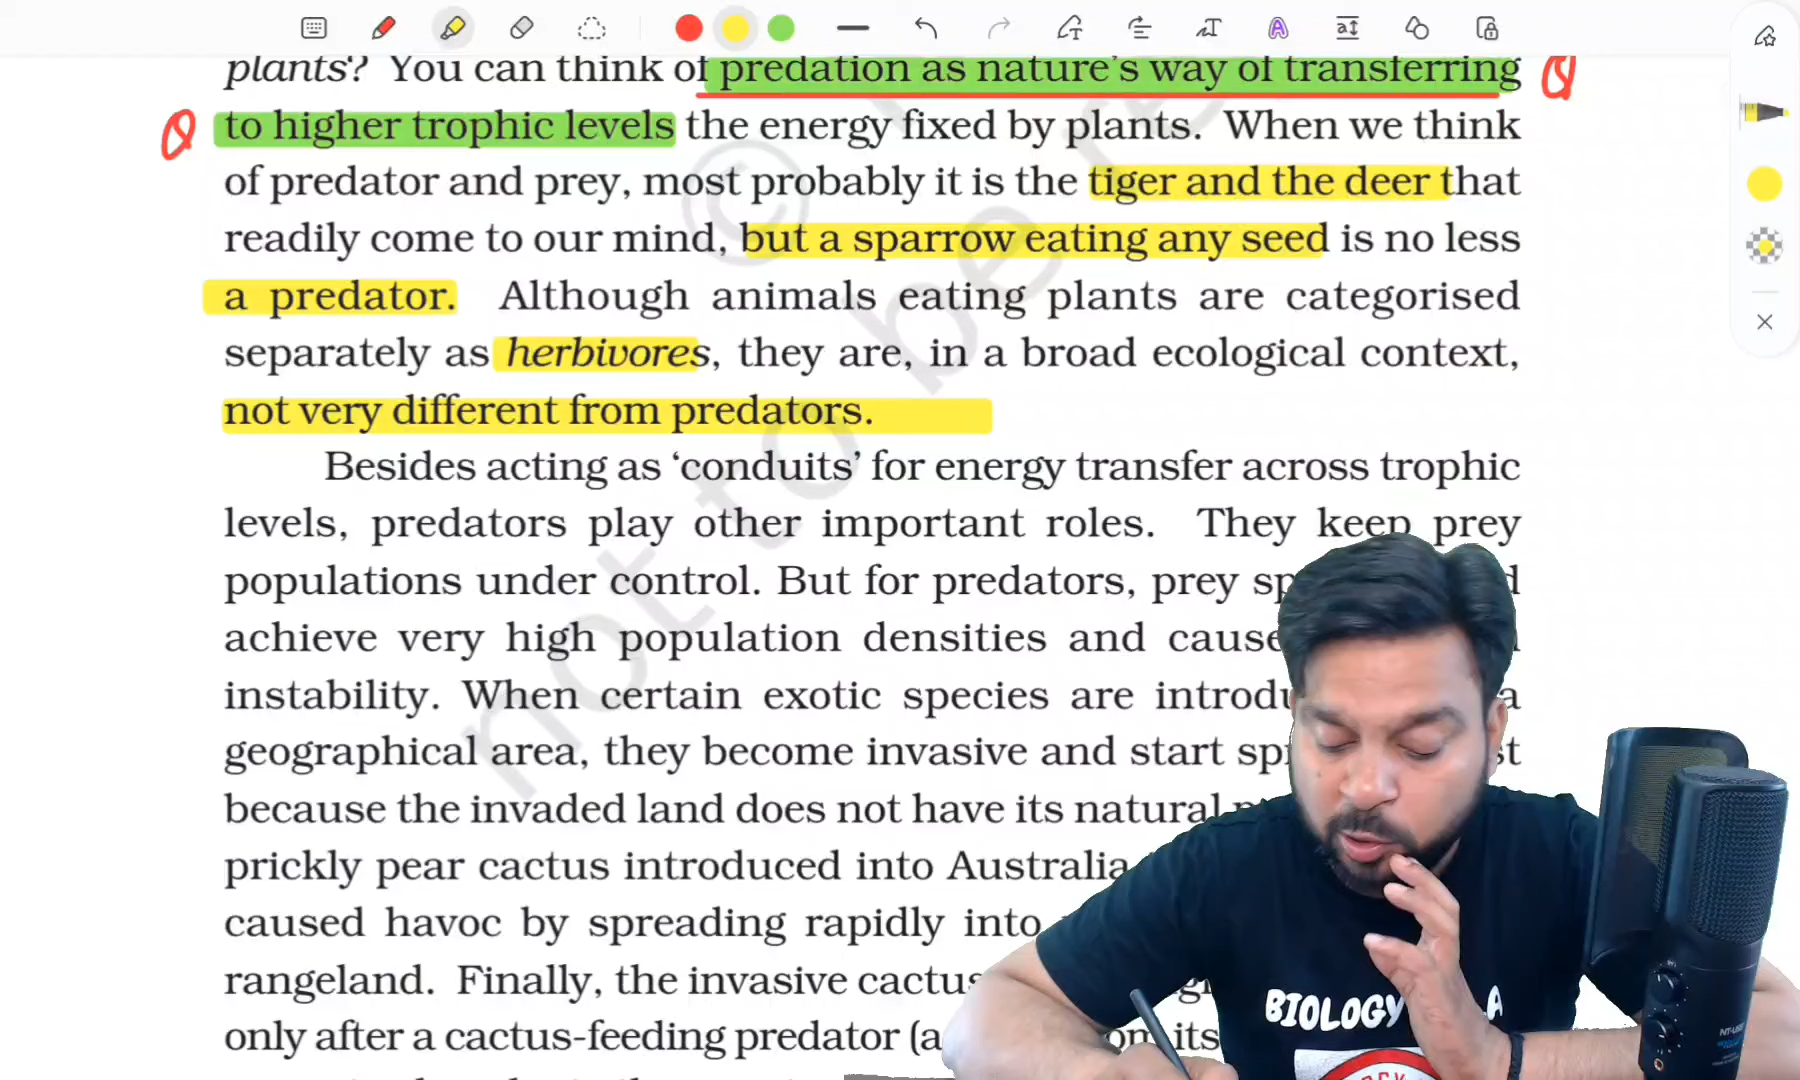 plants? You can think of predation as nature's way of transferring
to higher trophic levels the energy fixed by plants. When we think
of predator and prey, most probably it is the tiger and the deer that
readily come to our mind, but a sparrow eating any seed is no less
a predator. Although animals eating plants are categorised
separately as herbivores, they are, in a broad ecological context,
not very different from predators.
Besides acting as ‘conduits’ for energy transfer across trophic
levels, predators play other important roles. They keep prey
populations under control. But for predators, prey
achieve very high population densities and cause
instability. When certain exotic species are a
geographical area, they become invasive and start
because the invaded land does not have its natural
prickly pear cactus introduced into Australia
caused havoc by spreading rapidly into
rangeland. Finally, the invasive cactus
only after a cactus-feeding predator (a its
not to be
©
BIOLOGY
NT-USB